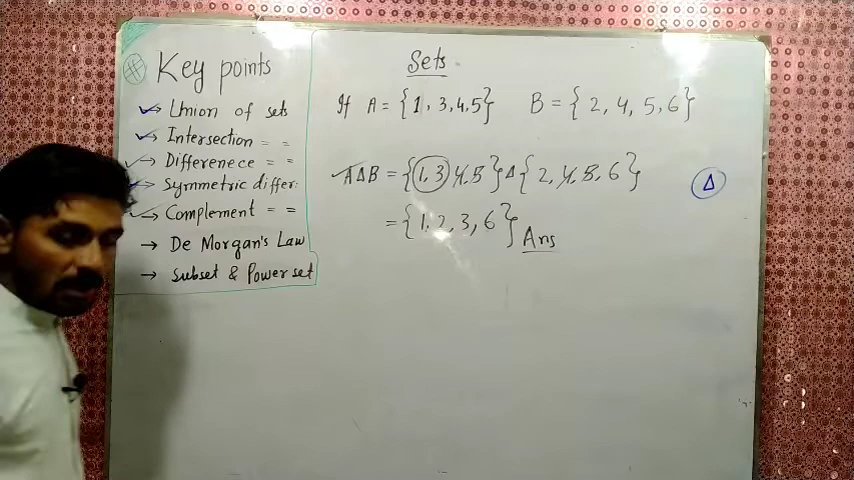 # Key points
→ Union of sets
→ Intersection = =
→ Differenece = =
→ Symmetric differ:
→ Complement = =
→ De Morgan's Law
→ Subset & Power set
Sets
If A = {1, 3, 4, 5} B = {2, 4, 5, 6}
A Δ B = {1, 3, 4, 5} Δ {2, 4, 5, 6}
= {1, 2, 3, 6} Ans
Δ